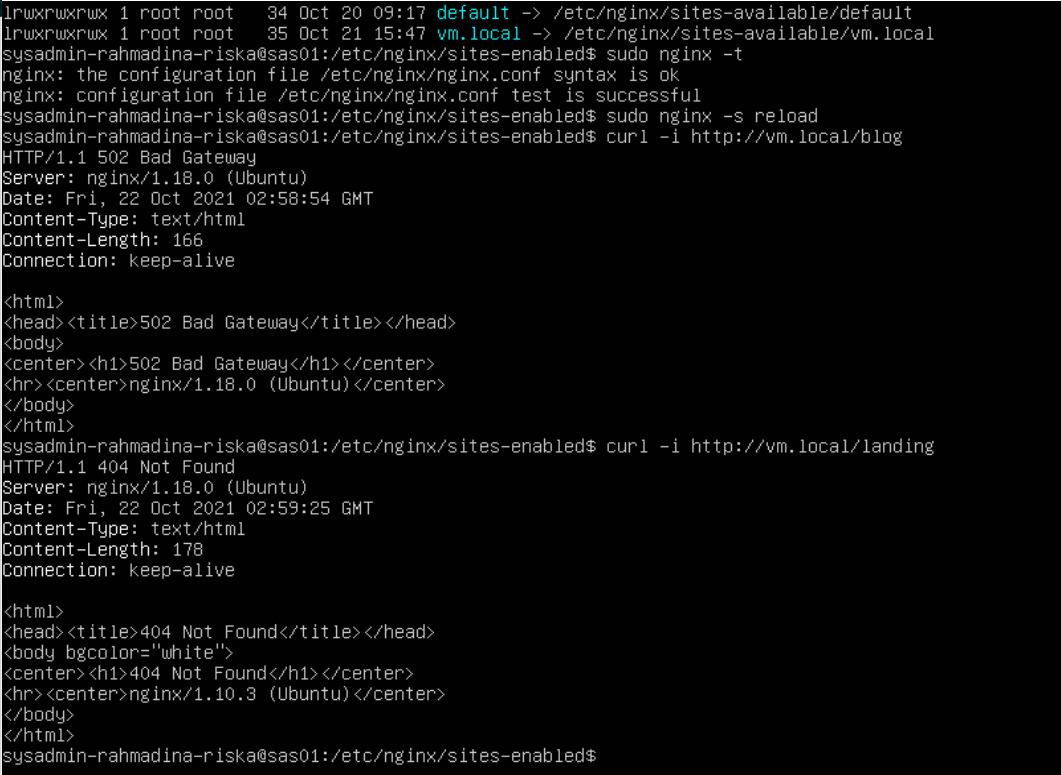 lrwxrwxrwx 1 root root   34 Oct 20 09:17 default -> /etc/nginx/sites-available/default
lrwxrwxrwx 1 root root   35 Oct 21 15:47 vm.local -> /etc/nginx/sites-available/vm.local
sysadmin-rahmadina-riska@sas01:/etc/nginx/sites-enabled$ sudo nginx -t
nginx: the configuration file /etc/nginx/nginx.conf syntax is ok
nginx: configuration file /etc/nginx/nginx.conf test is successful
sysadmin-rahmadina-riska@sas01:/etc/nginx/sites-enabled$ sudo nginx -s reload
sysadmin-rahmadina-riska@sas01:/etc/nginx/sites-enabled$ curl -i http://vm.local/blog
HTTP/1.1 502 Bad Gateway
Server: nginx/1.18.0 (Ubuntu)
Date: Fri, 22 Oct 2021 02:58:54 GMT
Content-Type: text/html
Content-Length: 166
Connection: keep-alive

<html>
<head><title>502 Bad Gateway</title></head>
<body>
<center><h1>502 Bad Gateway</h1></center>
<hr><center>nginx/1.18.0 (Ubuntu)</center>
</body>
</html>
sysadmin-rahmadina-riska@sas01:/etc/nginx/sites-enabled$ curl -i http://vm.local/landing
HTTP/1.1 404 Not Found
Server: nginx/1.18.0 (Ubuntu)
Date: Fri, 22 Oct 2021 02:59:25 GMT
Content-Type: text/html
Content-Length: 178
Connection: keep-alive

<html>
<head><title>404 Not Found</title></head>
<body bgcolor="white">
<center><h1>404 Not Found</h1></center>
<hr><center>nginx/1.10.3 (Ubuntu)</center>
</body>
</html>
sysadmin-rahmadina-riska@sas01:/etc/nginx/sites-enabled$